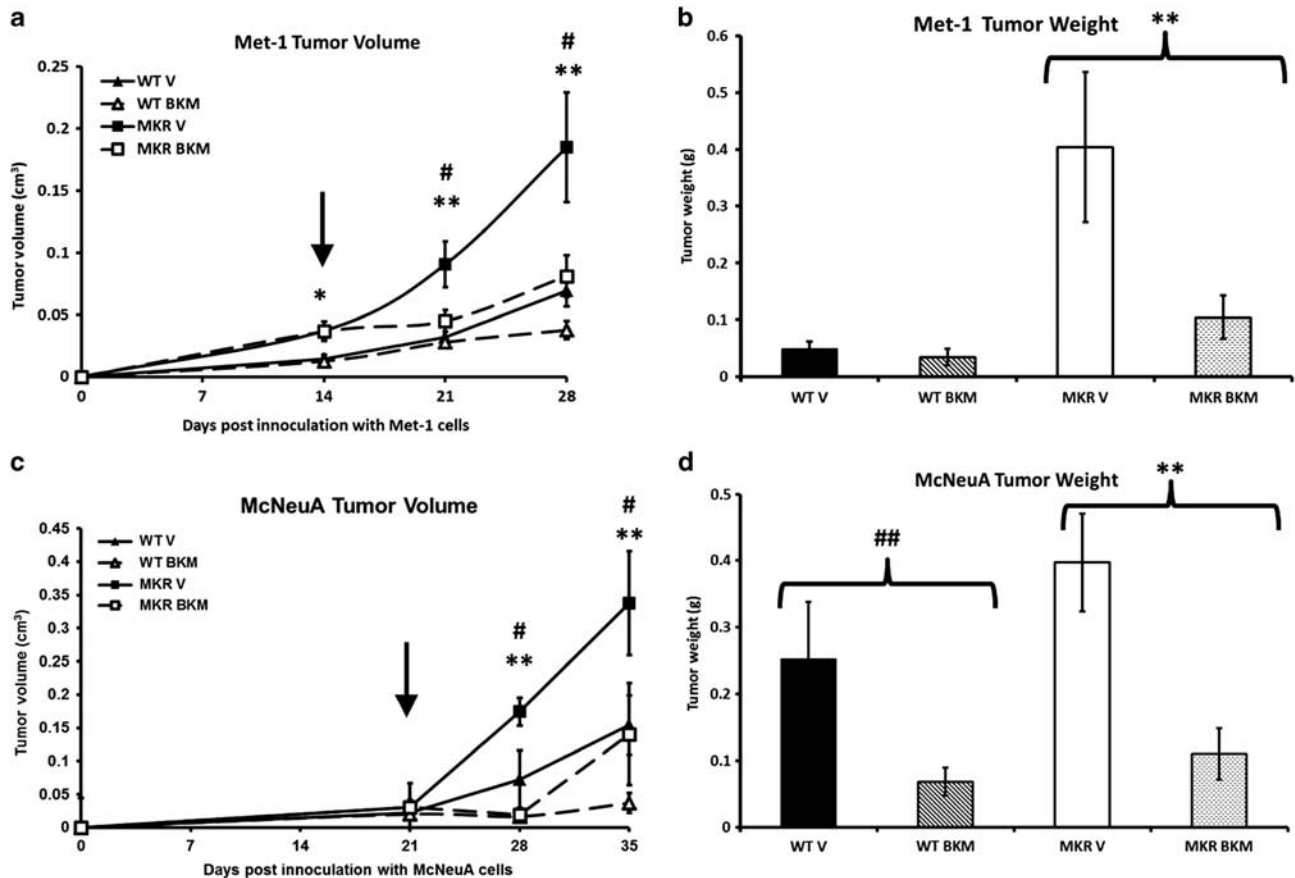 a
Met-1 Tumor Volume
0.25
0.2
0.15
0.1
0.05
0
Tumor volume (cm³)
WT V
WT BKM
MKR V
MKR BKM
*
#
**
#
**
0 7 14 21 28
Days post innoculation with Met-1 cells
b
Met-1 Tumor Weight
**
0.6
0.5
0.4
0.3
0.2
0.1
0
Tumor weight (g)
WT V WT BKM MKR V MKR BKM
c
McNeuA Tumor Volume
0.45
0.4
0.35
0.3
0.25
0.2
0.15
0.1
0.05
0
Tumor volume (cm³)
WT V
WT BKM
MKR V
MKR BKM
#
**
#
**
0 7 14 21 28 35
Days post innoculation with McNeuA cells
d
McNeuA Tumor Weight
**
##
0.5
0.4
0.3
0.2
0.1
0
Tumor weight (g)
WT V WT BKM MKR V MKR BKM